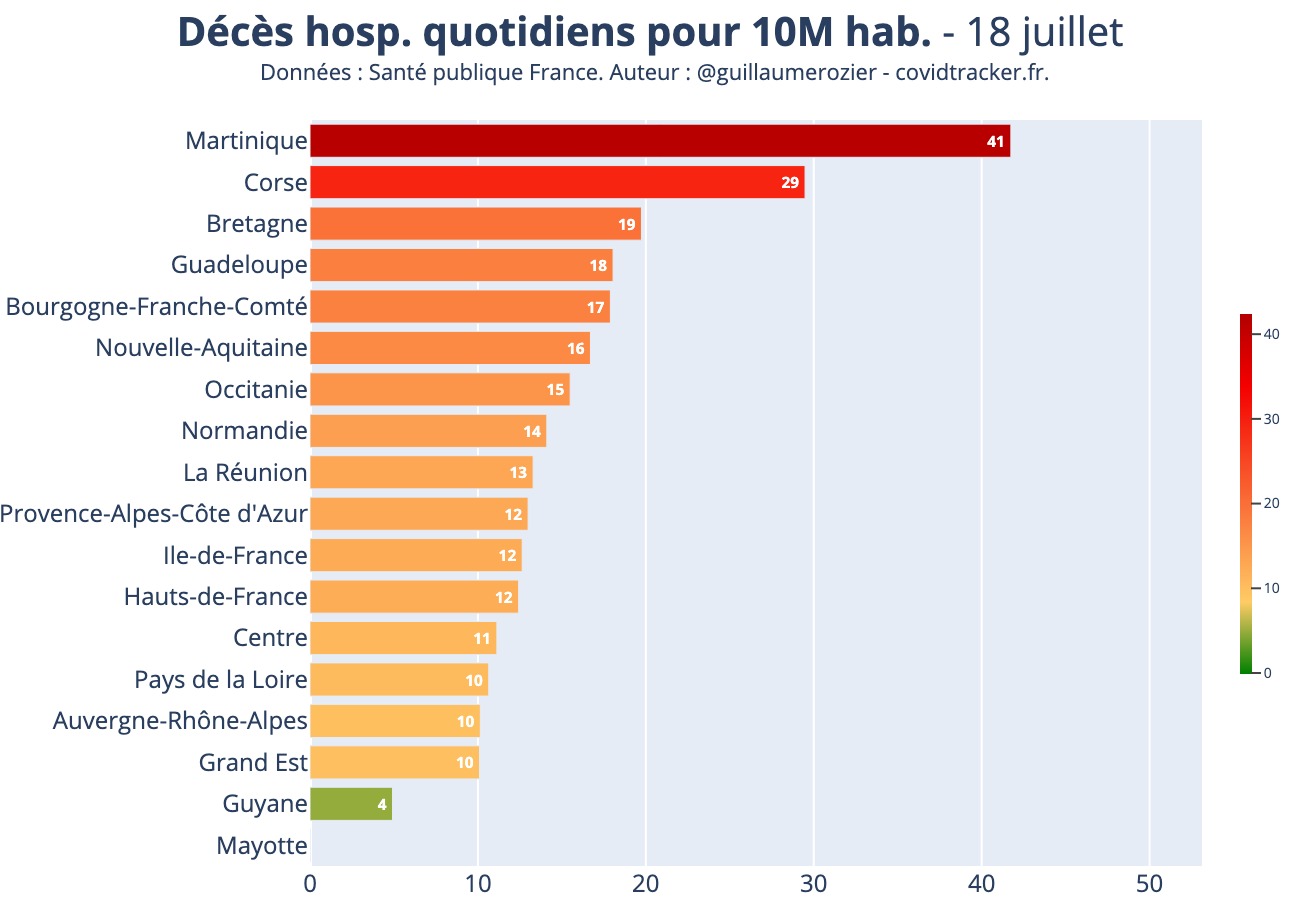 Décès hosp. quotidiens pour 10M hab. - 18 juillet
Données : Santé publique France. Auteur : @guillaumerozier - covidtracker.fr.
Martinique 41
Corse 29
Bretagne 19
Guadeloupe 18
Bourgogne-Franche-Comté 17
Nouvelle-Aquitaine 16
Occitanie 15
Normandie 14
La Réunion 13
Provence-Alpes-Côte d'Azur 12
Ile-de-France 12
Hauts-de-France 12
Centre 11
Pays de la Loire 10
Auvergne-Rhône-Alpes 10
Grand Est 10
Guyane 4
Mayotte
0 10 20 30 40 50
40
30
20
10
0